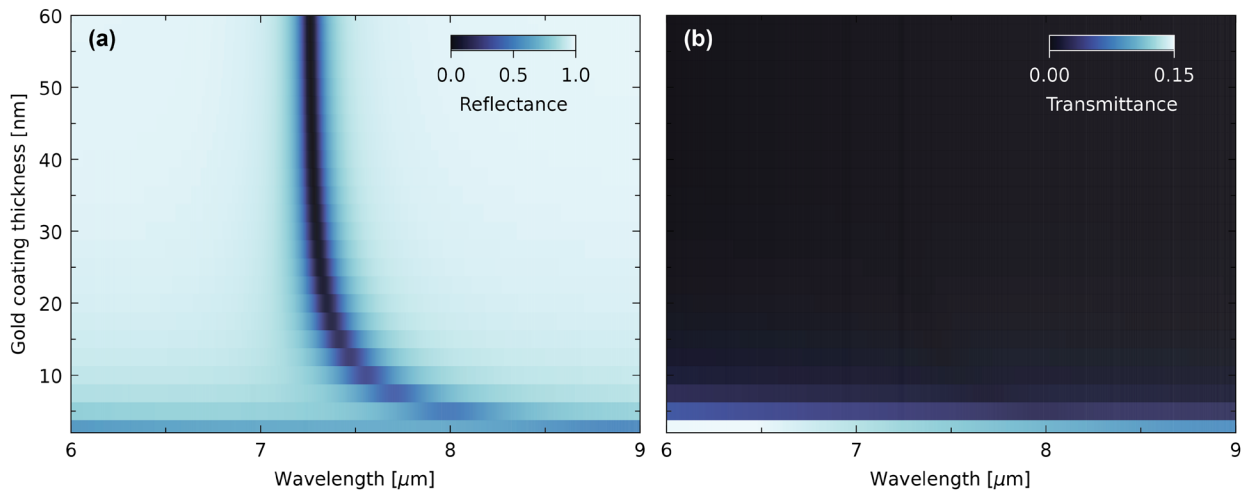 (a)
0.0 0.5 1.0
Reflectance
60
50
40
30
20
10
Gold coating thickness [nm]
6 7 8 9
Wavelength [μm]
(b)
0.00 0.15
Transmittance
6 7 8 9
Wavelength [μm]